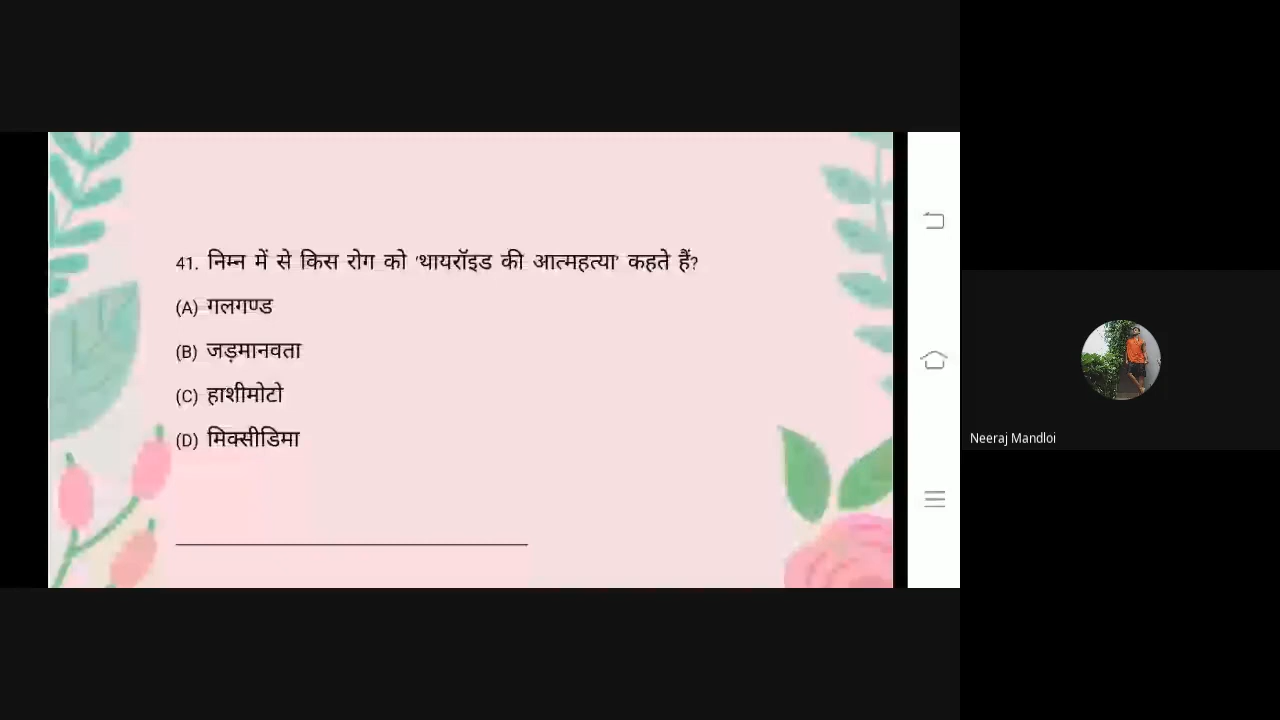 41. निम्न में से किस रोग को 'थायरॉइड की आत्महत्या' कहते हैं?
(A) गलगण्ड
(B) जड़मानवता
(C) हाशीमोटो
(D) मिक्सीडिमा
Neeraj Mandloi